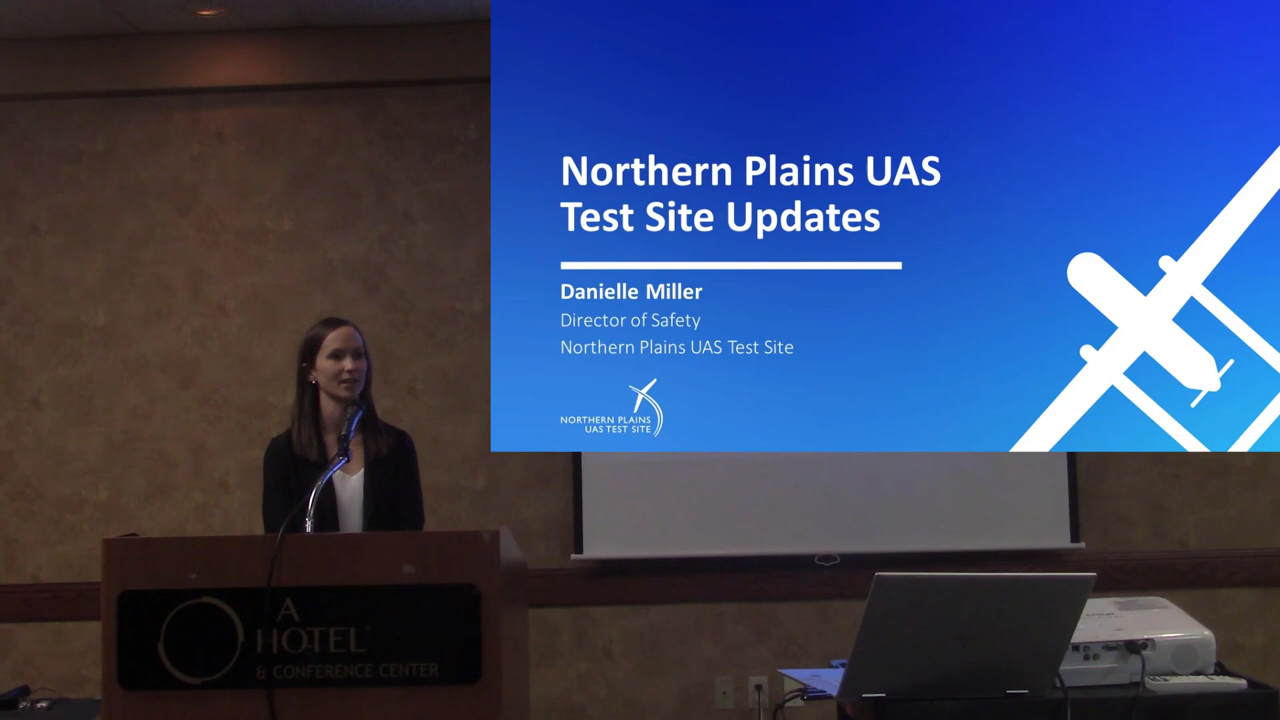 Northern Plains UAS
Test Site Updates
Danielle Miller
Director of Safety
Northern Plains UAS Test Site
NORTHERN PLAINS
UAS TEST SITE
A
HOTEL
& CONFERENCE CENTER
EPSON